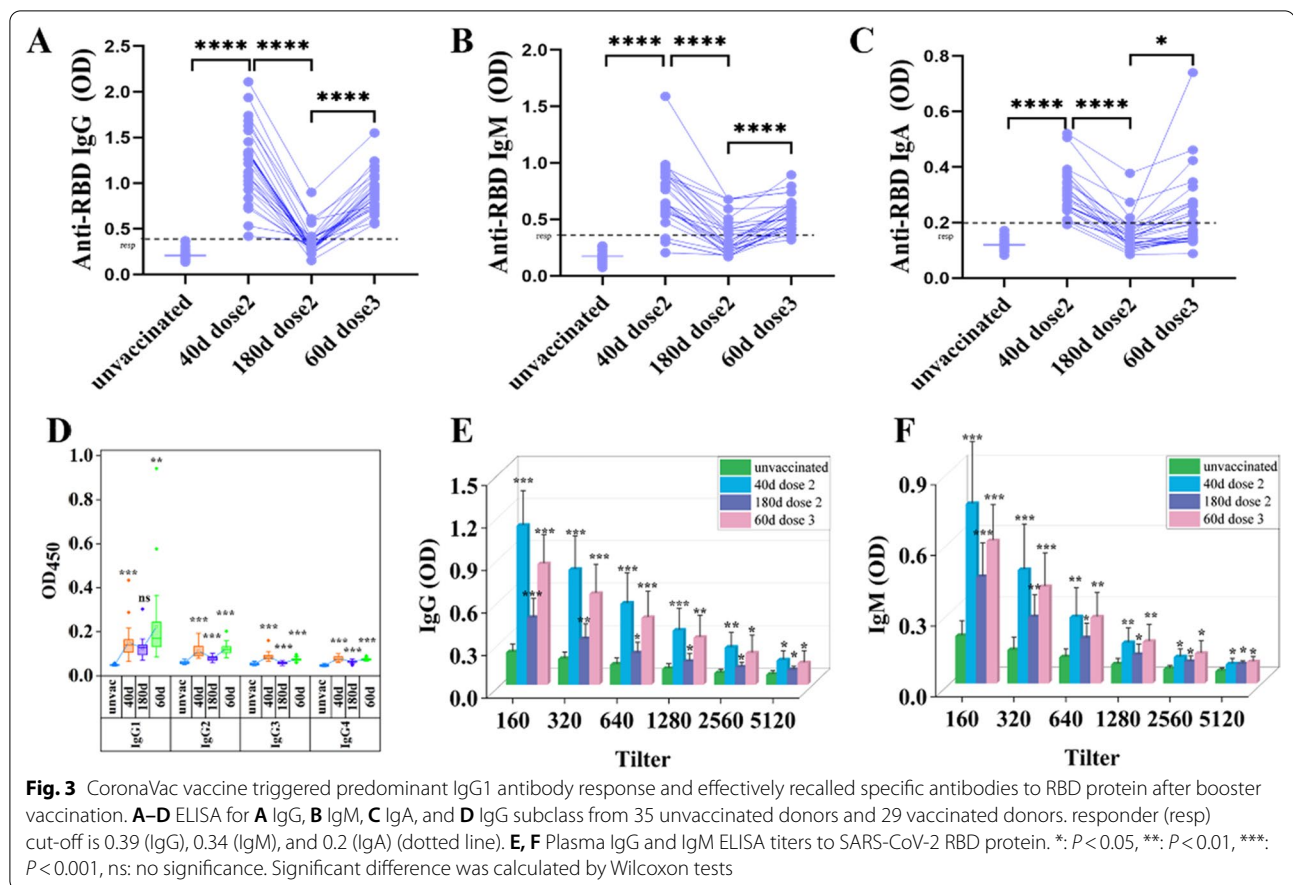 A
B
C
Anti-RBD IgG (OD)
2.5
2.0
1.5
1.0
0.5
0.0
resp
**** ****
****
unvaccinated
40d dose2
180d dose2
60d dose3
Anti-RBD IgM (OD)
2.0
1.5
1.0
0.5
0.0
resp
**** ****
****
unvaccinated
40d dose2
180d dose2
60d dose3
Anti-RBD IgA (OD)
0.8
0.6
0.4
0.2
0.0
resp
*
**** ****
unvaccinated
40d dose2
180d dose2
60d dose3
D
OD450
1.0
0.8
0.6
0.4
0.2
0.0
*** ns **
*** *** ***
*** *** ***
*** *** ***
unvac 40d 180d 60d unvac 40d 180d 60d unvac 40d 180d 60d unvac 40d 180d 60d
IgG1 IgG2 IgG3 IgG4
E
IgG (OD)
1.5
1.2
0.9
0.6
0.3
0.0
unvaccinated
40d dose 2
180d dose 2
60d dose 3
*** *** ***
*** ** ***
*** * ***
*** * **
** * *
* * *
160 320 640 1280 2560 5120
Tilter
F
IgM (OD)
0.9
0.6
0.3
0.0
unvaccinated
40d dose 2
180d dose 2
60d dose 3
*** *** ***
*** ** ***
** * **
** * **
* * *
* * *
160 320 640 1280 2560 5120
Tilter
Fig. 3 CoronaVac vaccine triggered predominant IgG1 antibody response and effectively recalled specific antibodies to RBD protein after booster
vaccination. A–D ELISA for A IgG, B IgM, C IgA, and D IgG subclass from 35 unvaccinated donors and 29 vaccinated donors. responder (resp)
cut-off is 0.39 (IgG), 0.34 (IgM), and 0.2 (IgA) (dotted line). E, F Plasma IgG and IgM ELISA titers to SARS-CoV-2 RBD protein. *: P < 0.05, **: P < 0.01, ***:
P < 0.001, ns: no significance. Significant difference was calculated by Wilcoxon tests